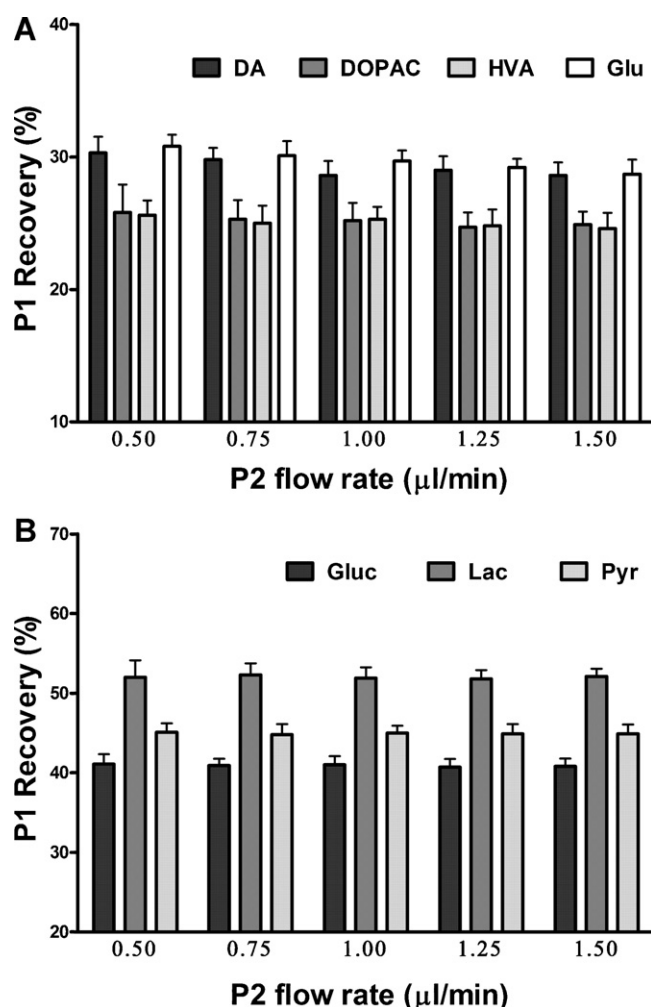 A
40
DA DOPAC HVA Glu
30
P1 Recovery (%)
20
10
0.50 0.75 1.00 1.25 1.50
P2 flow rate (μl/min)
B
70
Gluc Lac Pyr
60
50
P1 Recovery (%)
40
30
20
0.50 0.75 1.00 1.25 1.50
P2 flow rate (μl/min)